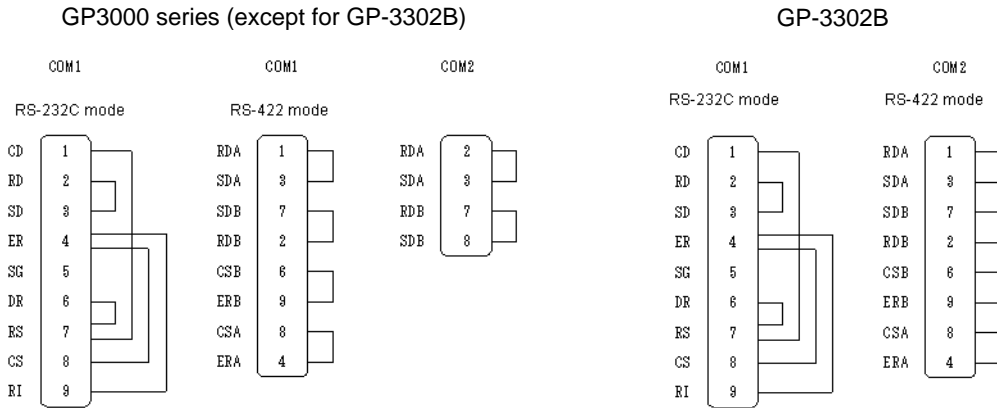 GP3000 series (except for GP-3302B)
GP-3302B
COM1
COM1
COM2
COM1
COM2
RS-232C mode
RS-422 mode
RS-232C mode
RS-422 mode
CD 1
RD 2
SD 3
ER 4
SG 5
DR 6
RS 7
CS 8
RI 9
RDA 1
SDA 3
SDB 7
RDB 2
CSB 6
ERB 9
CSA 8
ERA 4
RDA 2
SDA 3
RDB 7
SDB 8
CD 1
RD 2
SD 3
ER 4
SG 5
DR 6
RS 7
CS 8
RI 9
RDA 1
SDA 3
SDB 7
RDB 2
CSB 6
ERB 9
CSA 8
ERA 4